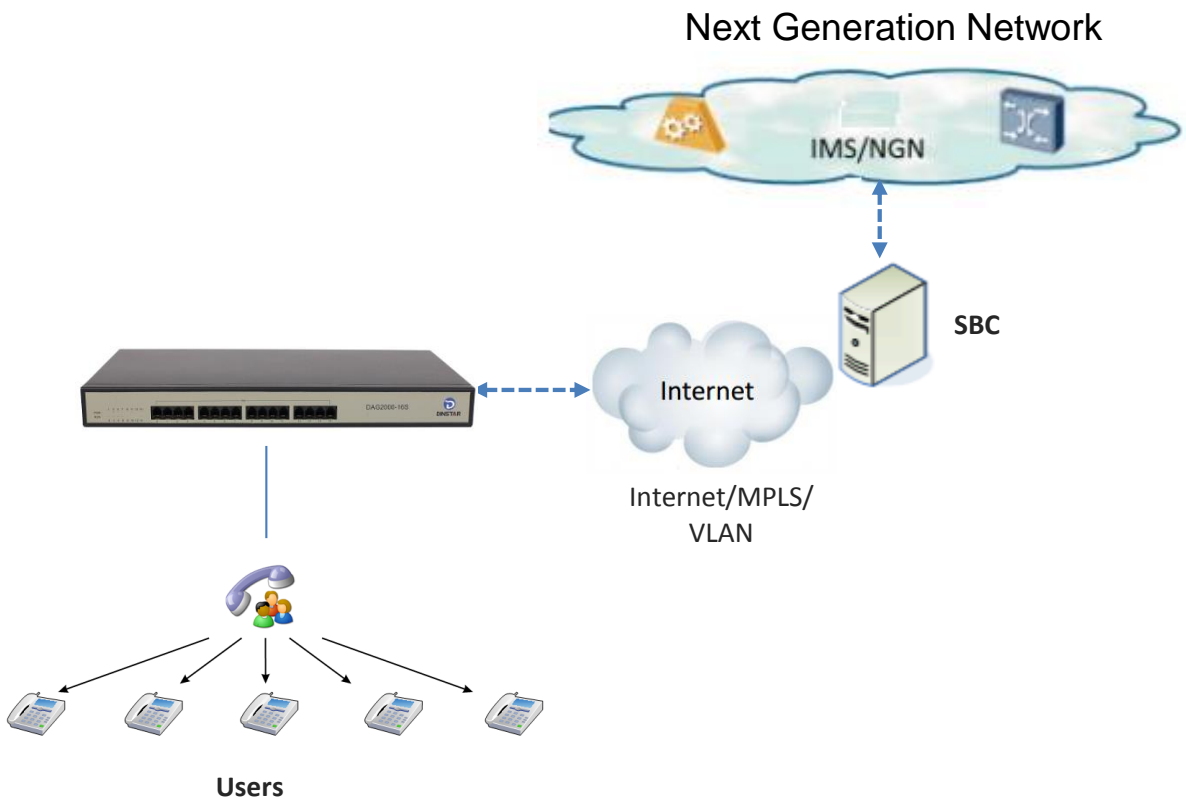 Next Generation Network
IMS/NGN
SBC
Internet
DAG2000-16S
DINSTAR
Internet/MPLS/
VLAN
Users